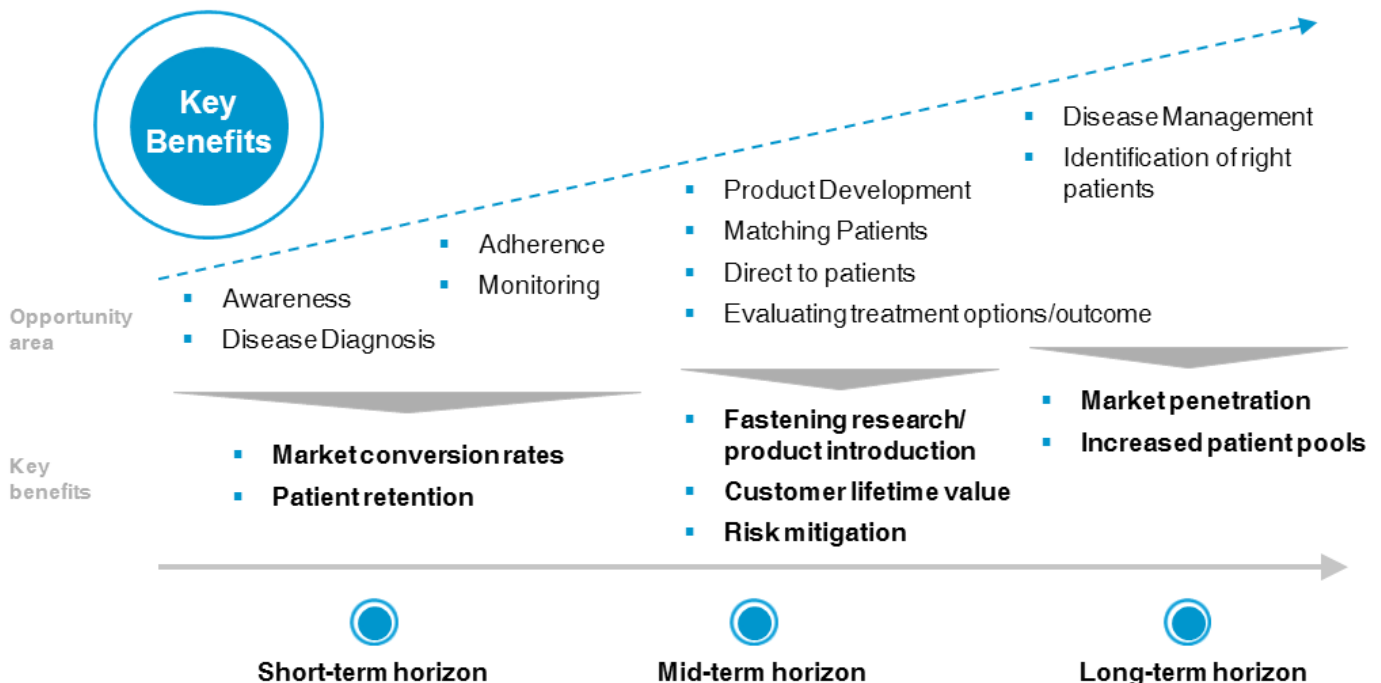 Key
Benefits
Disease Management
Identification of right
patients
Product Development
Matching Patients
Direct to patients
Evaluating treatment options/outcome
Adherence
Monitoring
Awareness
Disease Diagnosis
Opportunity
area
Market conversion rates
Patient retention
Fastening research/
product introduction
Customer lifetime value
Risk mitigation
Market penetration
Increased patient pools
Key
benefits
Short-term horizon
Mid-term horizon
Long-term horizon